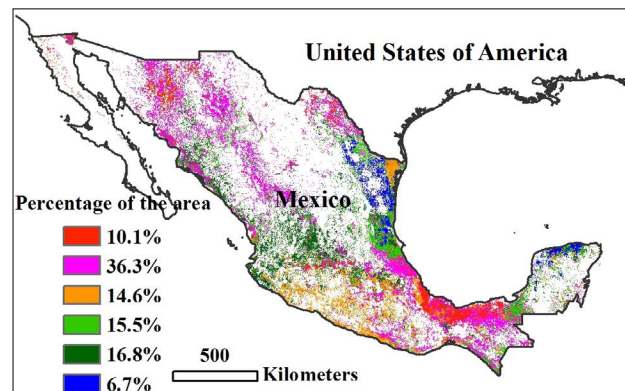 United States of America
Mexico
Percentage of the area
10.1%
36.3%
14.6%
15.5%
16.8%
6.7%
500
Kilometers